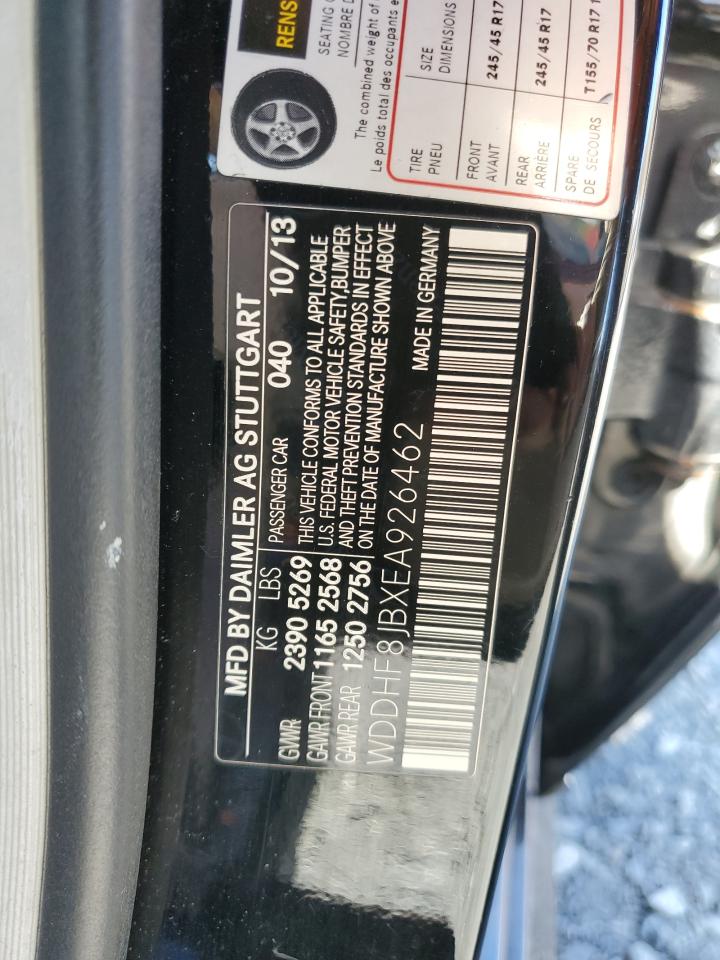 RENS
SEATING
NOMBRE D
The combined weight of
Le poids total des occupants e
TIRE SIZE
PNEU DIMENSIONS
FRONT 245/45 R17
AVANT
REAR 245/45 R17
ARRIÈRE
SPARE T155/70 R17 1
DE SECOURS
MFD BY DAIMLER AG STUTTGART
KG LBS PASSENGER CAR 040 10/13
GVWR 2390 5269 THIS VEHICLE CONFORMS TO ALL APPLICABLE
GAWR FRONT 1165 2568 U.S. FEDERAL MOTOR VEHICLE SAFETY,BUMPER
GAWR REAR 1250 2756 AND THEFT PREVENTION STANDARDS IN EFFECT
ON THE DATE OF MANUFACTURE SHOWN ABOVE
WDDHF8JBXEA926462 MADE IN GERMANY